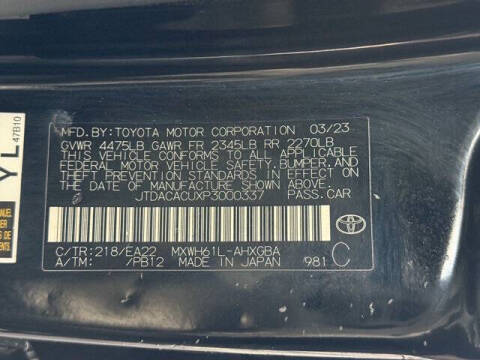 MFD.BY:TOYOTA MOTOR CORPORATION 03/23
GVWR 4475LB GAWR FR 2345LB RR 2270LB
THIS VEHICLE CONFORMS TO ALL APPLICABLE
FEDERAL MOTOR VEHICLE SAFETY,BUMPER,AND
THEFT PREVENTION STANDARDS IN EFFECT ON
THE DATE OF MANUFACTURE SHOWN ABOVE.
JTDACACUXP3000337 PASS.CAR
C/TR:218/EA22 MXWH61L-AHXGBA
A/TM: /PB12 MADE IN JAPAN 981 C
YL
47B10